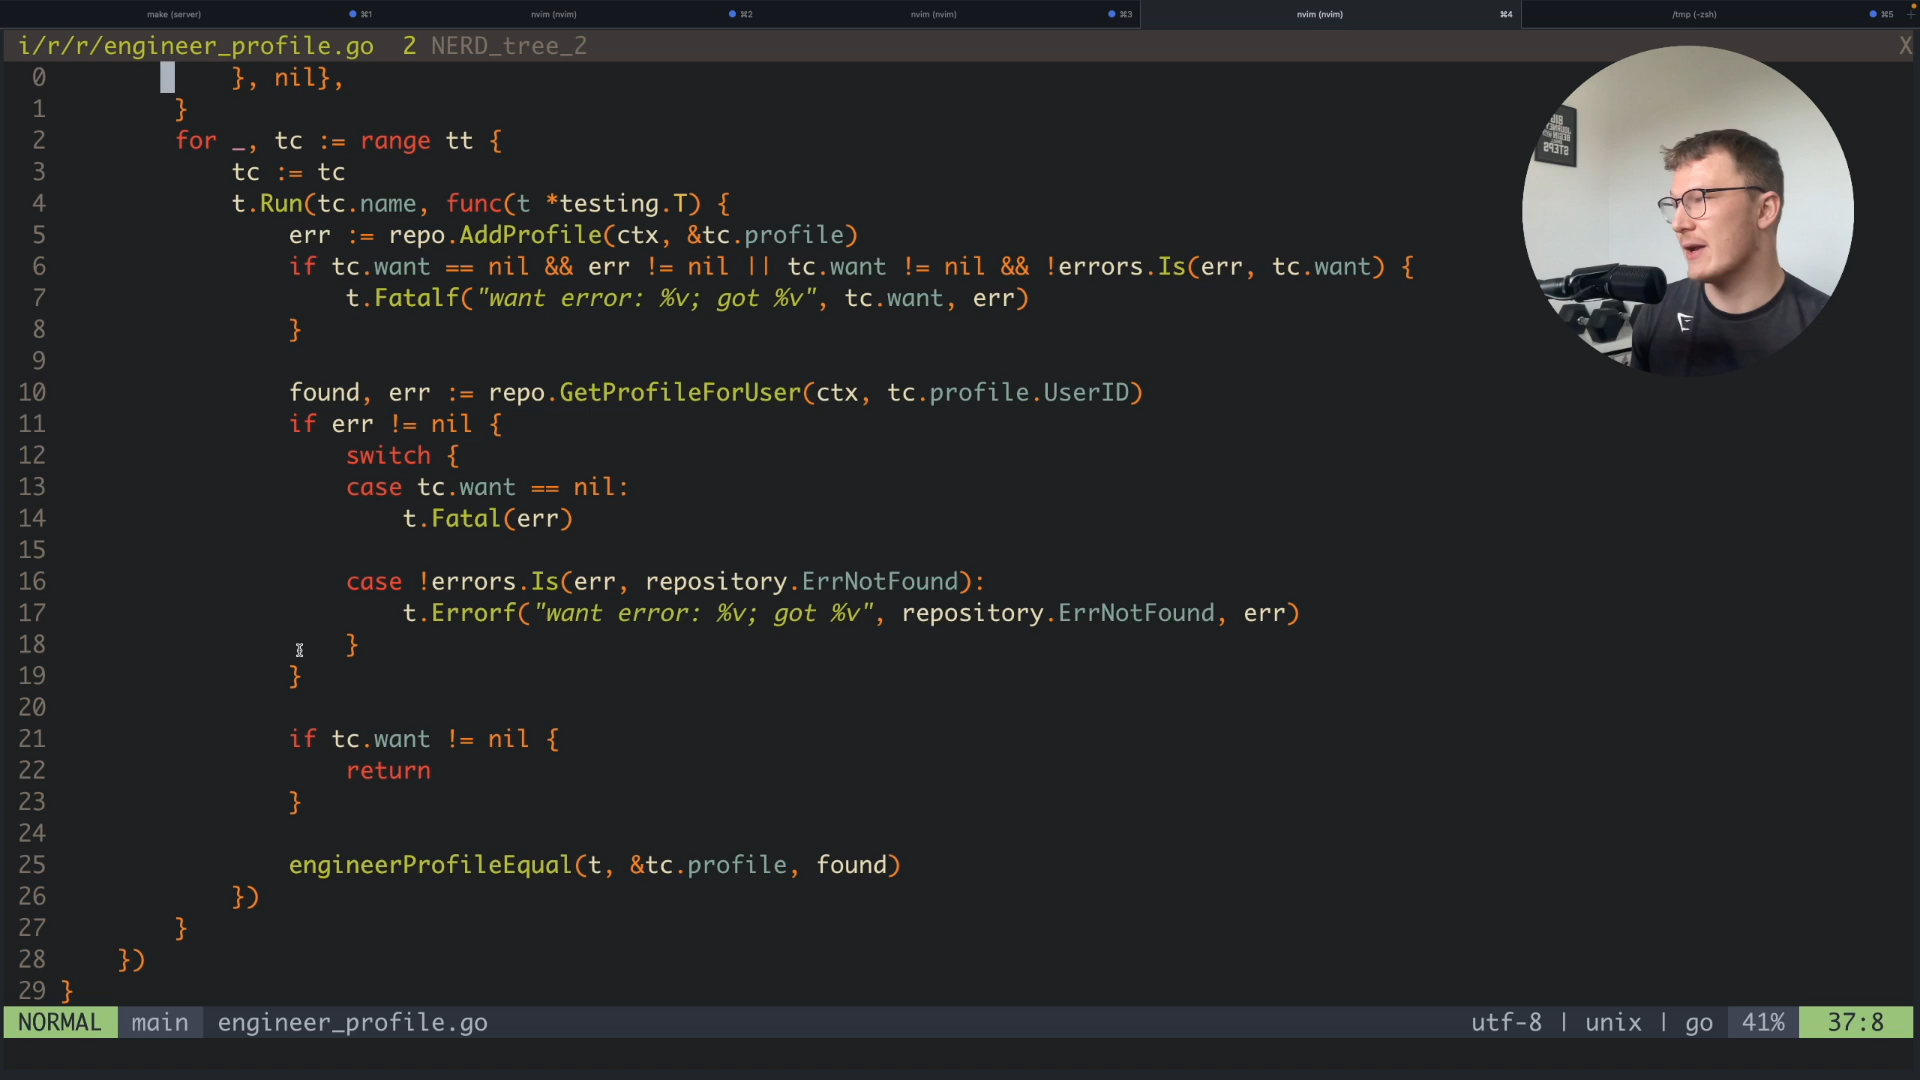 make (server) ⌘1 nvim (nvim) ⌘2 nvim (nvim) ⌘3 nvim (nvim) ⌘4 /tmp (-zsh) ⌘5 +
i/r/r/engineer_profile.go 2 NERD_tree_2 X
0 }, nil},
1 }
2 for _, tc := range tt {
3 tc := tc
4 t.Run(tc.name, func(t *testing.T) {
5 err := repo.AddProfile(ctx, &tc.profile)
6 if tc.want == nil && err != nil || tc.want != nil && !errors.Is(err, tc.want) {
7 t.Fatalf("want error: %v; got %v", tc.want, err)
8 }
9
10 found, err := repo.GetProfileForUser(ctx, tc.profile.UserID)
11 if err != nil {
12 switch {
13 case tc.want == nil:
14 t.Fatal(err)
15
16 case !errors.Is(err, repository.ErrNotFound):
17 t.Errorf("want error: %v; got %v", repository.ErrNotFound, err)
18 }
19 }
20
21 if tc.want != nil {
22 return
23 }
24
25 engineerProfileEqual(t, &tc.profile, found)
26 })
27 }
28 })
29 }
NORMAL main engineer_profile.go utf-8 | unix | go 41% 37:8